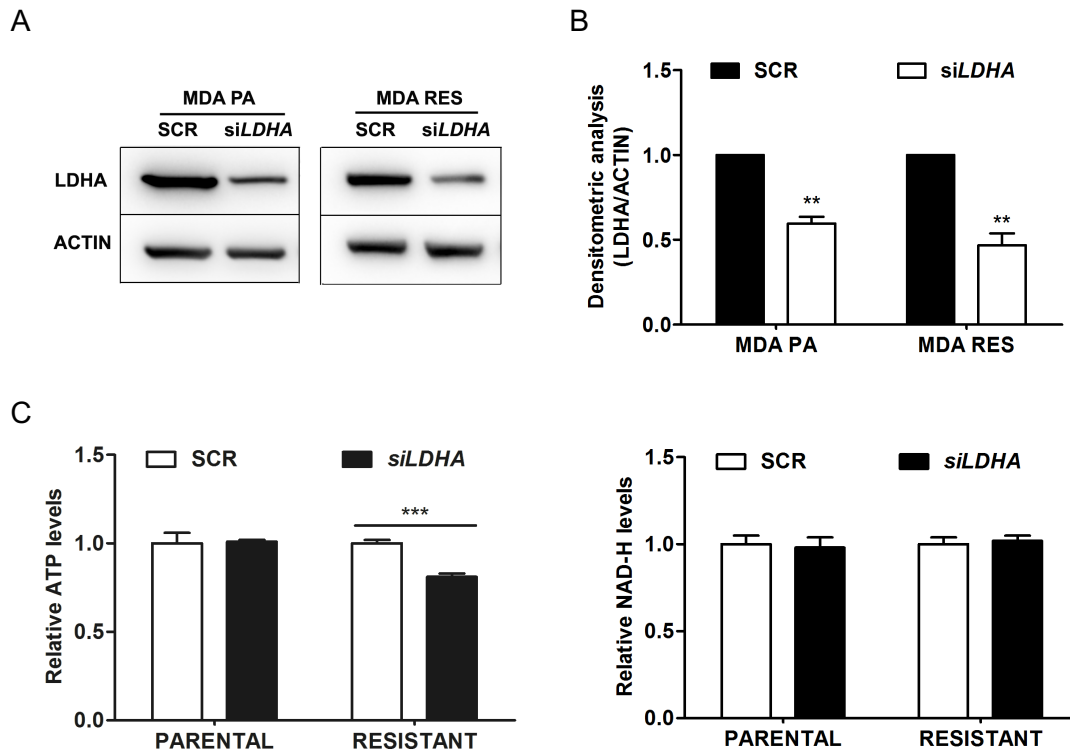 A
MDA PA
MDA RES
SCR siLDHA
SCR siLDHA
LDHA
ACTIN
B
SCR
siLDHA
Densitometric analysis
(LDHA/ACTIN)
1.5
1.0
0.5
0.0
**
**
MDA PA
MDA RES
C
SCR
siLDHA
Relative ATP levels
1.5
1.0
0.5
0.0
***
PARENTAL
RESISTANT
SCR
siLDHA
Relative NAD-H levels
1.5
1.0
0.5
0.0
PARENTAL
RESISTANT